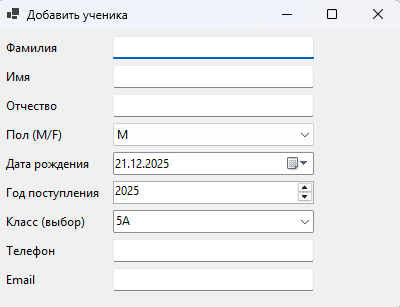 Добавить ученика
Фамилия
Имя
Отчество
Пол (M/F) M
Дата рождения 21.12.2025
Год поступления 2025
Класс (выбор) 5А
Телефон
Email